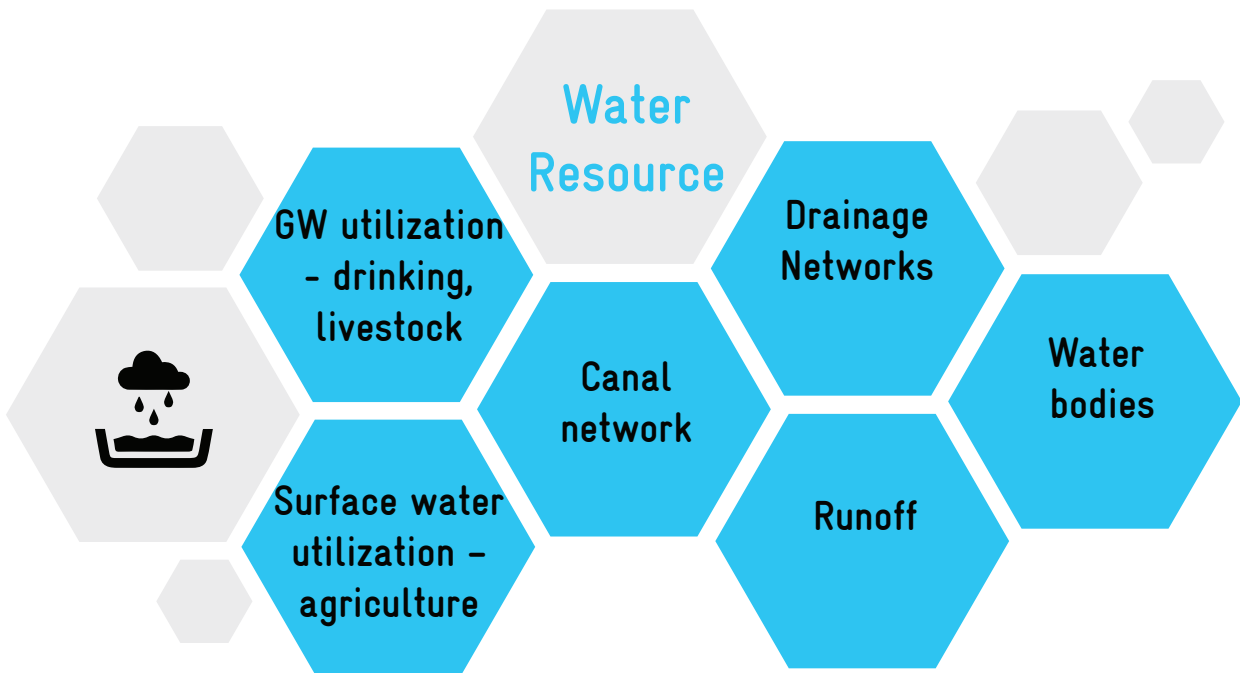 Water
Resource
GW utilization
- drinking,
livestock
Drainage
Networks
Canal
network
Water
bodies
Surface water
utilization –
agriculture
Runoff